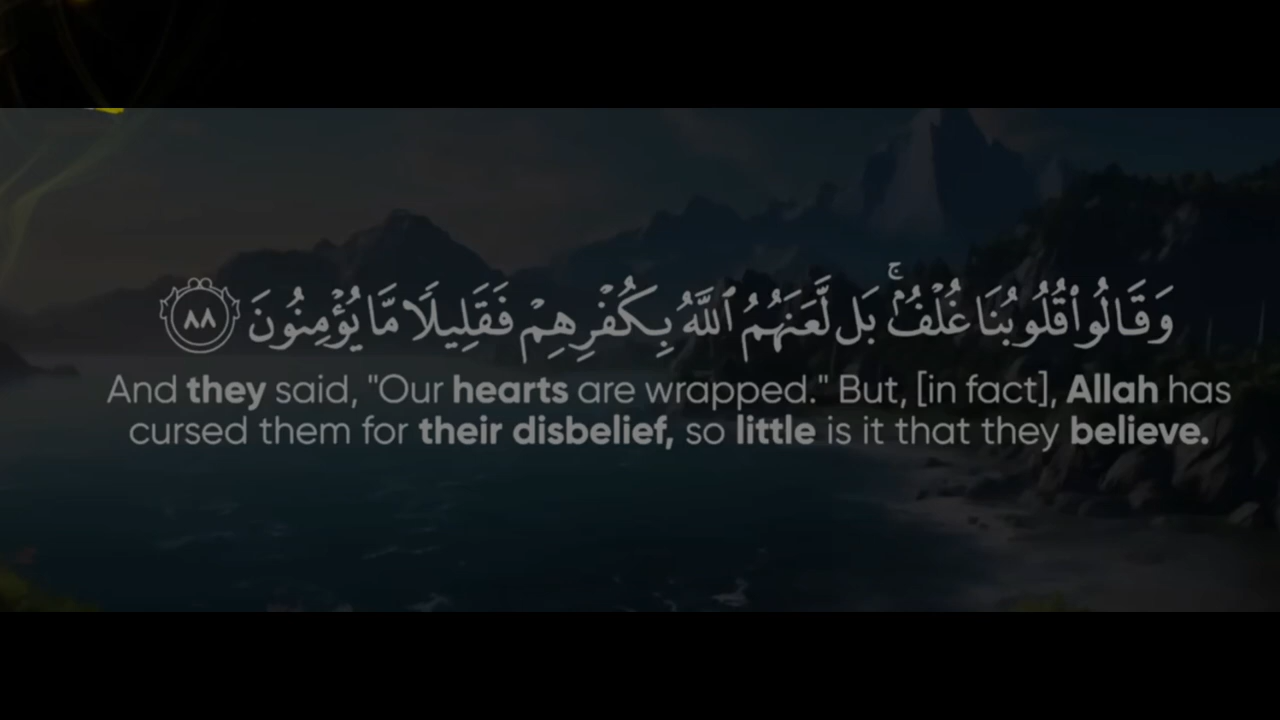 وَقَالُوا۟ قُلُوبُنَا غُلْفٌۢ ۚ بَل لَّعَنَهُمُ ٱللَّهُ بِكُفْرِهِمْ فَقَلِيلًا مَّا يُؤْمِنُونَ ٨٨
And they said, "Our hearts are wrapped." But, [in fact], Allah has
cursed them for their disbelief, so little is it that they believe.